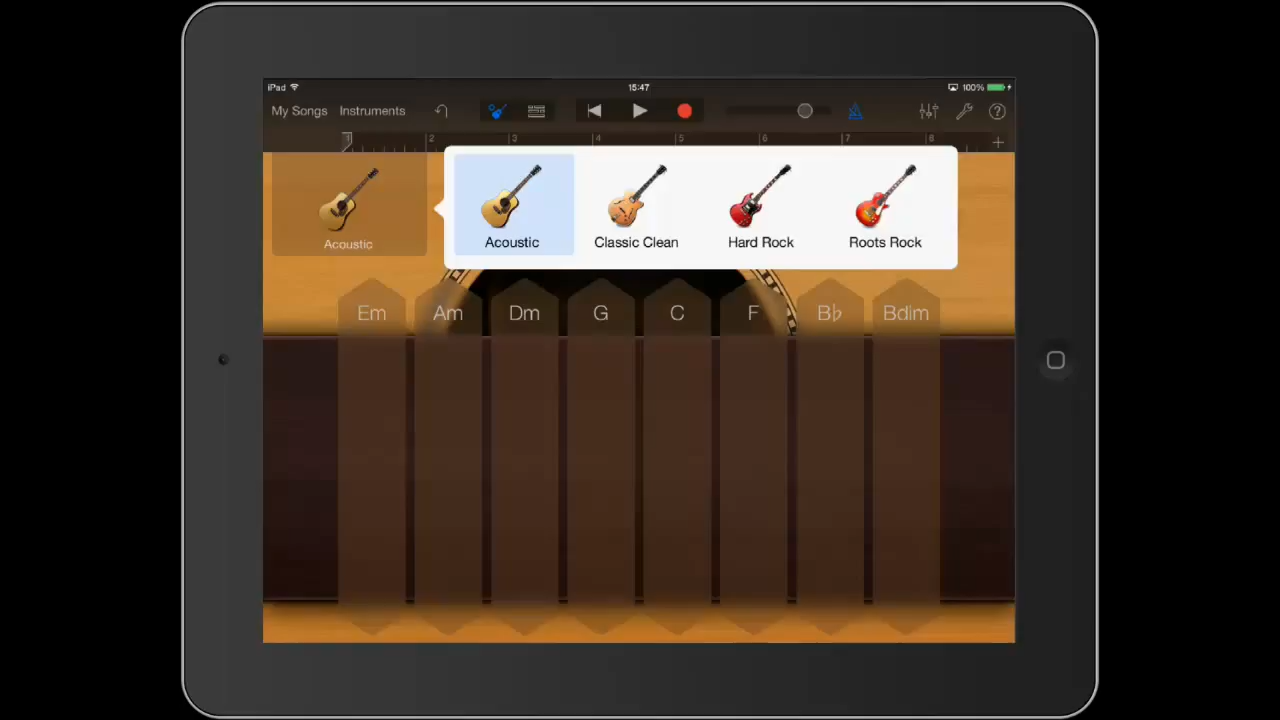 iPad 15:47 100%
My Songs Instruments
1 2 3 4 5 6 7 8 +
Acoustic Acoustic Classic Clean Hard Rock Roots Rock
Em Am Dm G C F B♭ Bdim